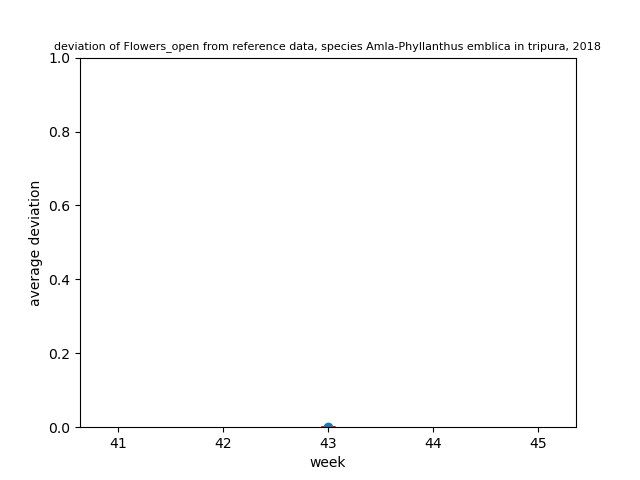 deviation of Flowers_open from reference data, species Amla-Phyllanthus emblica in tripura, 2018
1.0
0.8
0.6
0.4
0.2
0.0
average deviation
41 42 43 44 45
week